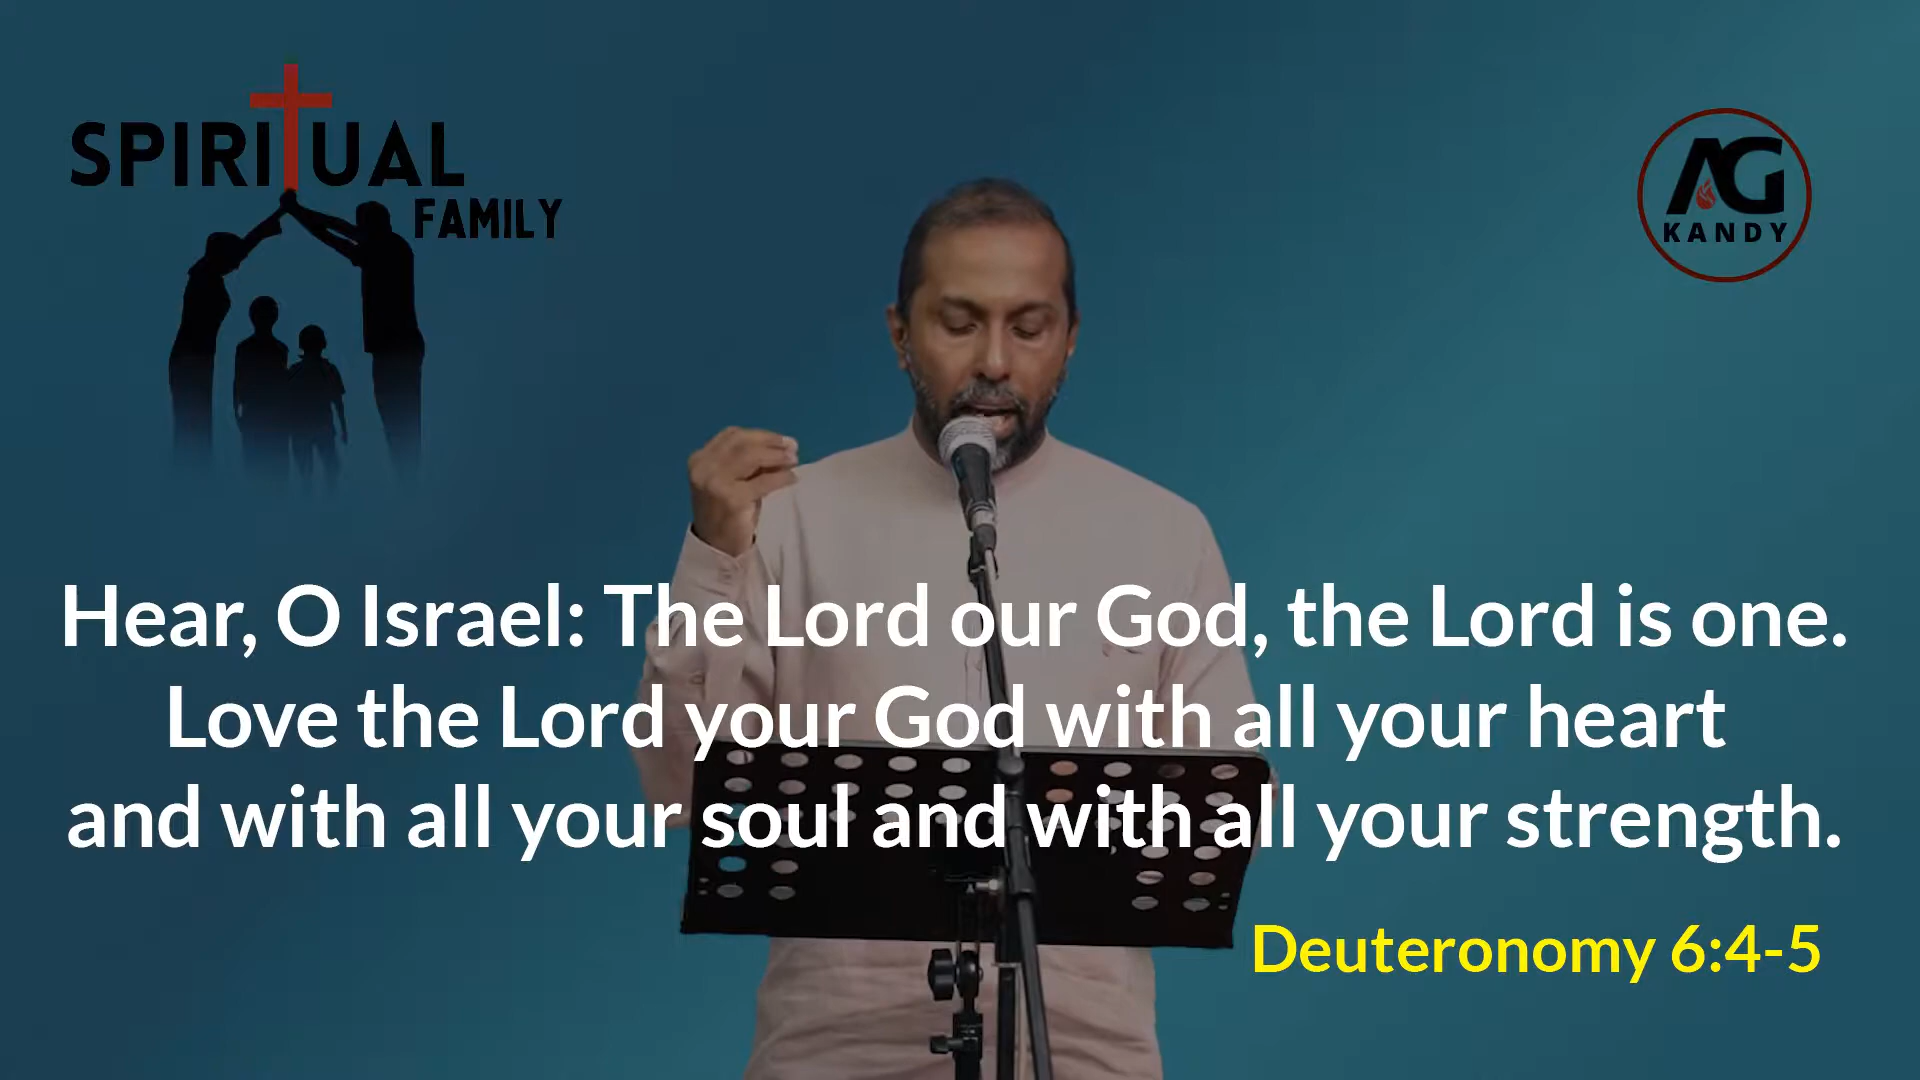 SPIRITUAL
FAMILY
AG
KANDY
Hear, O Israel: The Lord our God, the Lord is one.
Love the Lord your God with all your heart
and with all your soul and with all your strength.
Deuteronomy 6:4-5